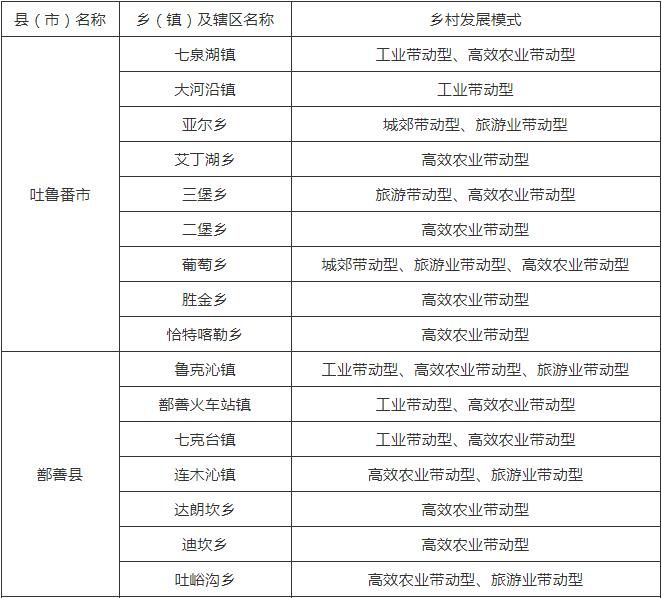 县（市）名称 乡（镇）及辖区名称 乡村发展模式
吐鲁番市 七泉湖镇 工业带动型、高效农业带动型
大河沿镇 工业带动型
亚尔乡 城郊带动型、旅游业带动型
艾丁湖乡 高效农业带动型
三堡乡 旅游带动型、高效农业带动型
二堡乡 高效农业带动型
葡萄乡 城郊带动型、旅游业带动型、高效农业带动型
胜金乡 高效农业带动型
恰特喀勒乡 高效农业带动型
鄯善县 鲁克沁镇 工业带动型、高效农业带动型、旅游业带动型
鄯善火车站镇 工业带动型、高效农业带动型
七克台镇 工业带动型、高效农业带动型
连木沁镇 高效农业带动型、旅游业带动型
达朗坎乡 高效农业带动型
迪坎乡 高效农业带动型
吐峪沟乡 高效农业带动型、旅游业带动型